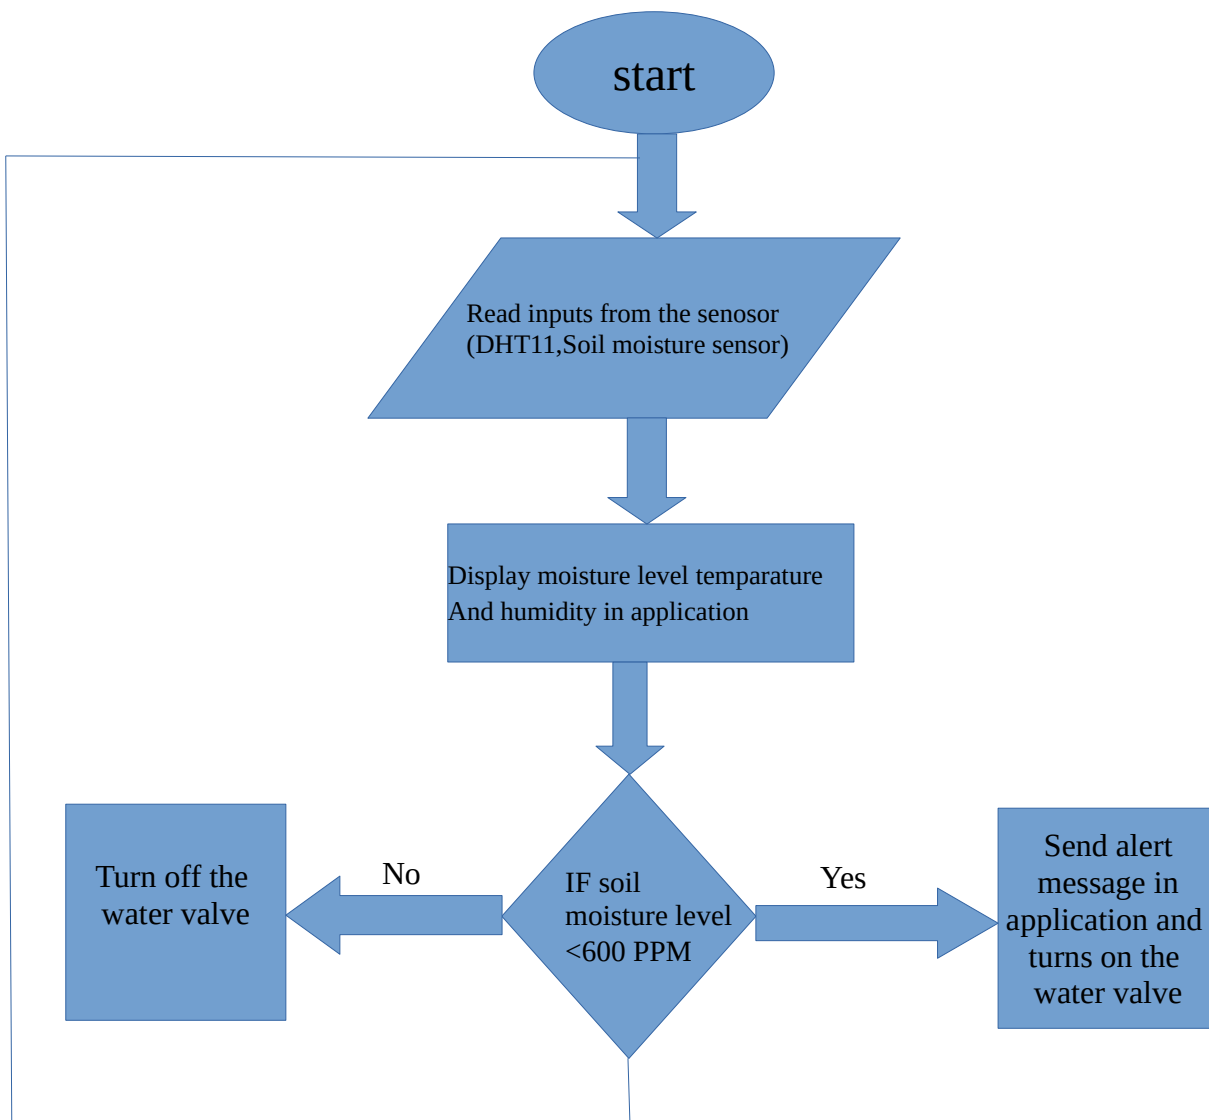 start
Read inputs from the senosor
(DHT11,Soil moisture sensor)
Display moisture level temparature
And humidity in application
Turn off the
water valve
No
IF soil
moisture level
<600 PPM
Yes
Send alert
message in
application and
turns on the
water valve